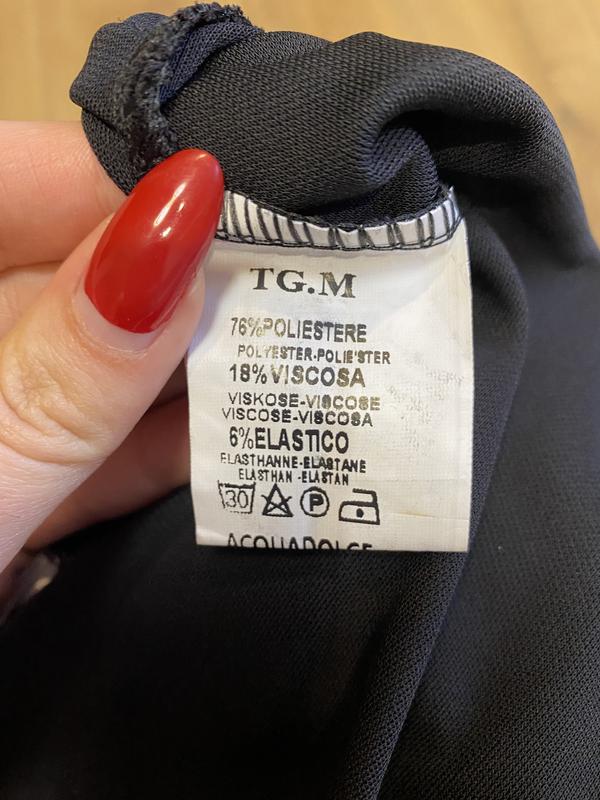 TG.M
76%POLIESTERE
POLYESTER-POLIE'STER
18%VISCOSA
VISKOSE-VISCOSE
VISCOSE-VISCOSA
6%ELASTICO
ELASTHANNE-ELASTANE
ELASTHAN -ELASTAN
30 P
ACQUADOLCE